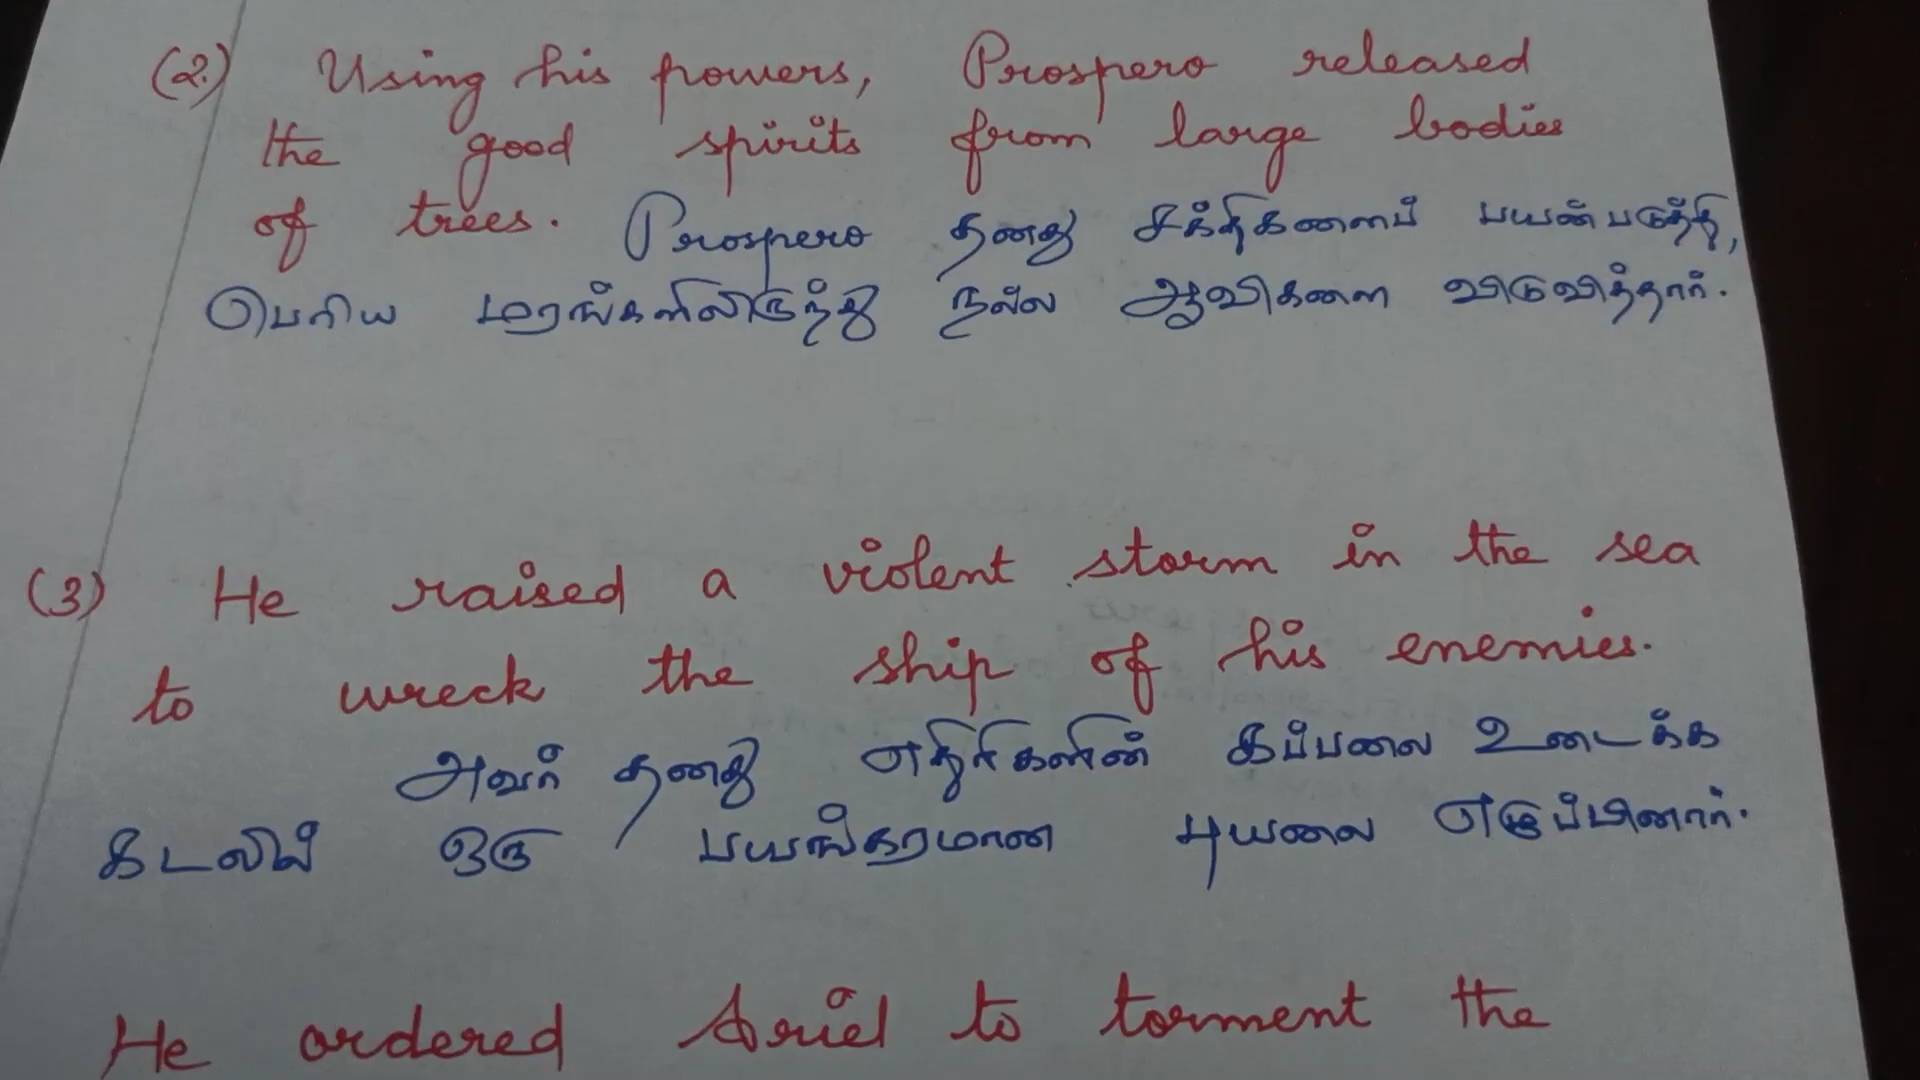 (2.) Using his powers, Prospero released
the good spirits from large bodies
of trees. Prospero தனது சக்திகளைப் பயன்படுத்தி,
பெரிய மரங்களிலிருந்து நல்ல ஆவிகளை விடுவித்தார்.
(3) He raised a violent storm in the sea
to wreck the ship of his enemies.
அவர் தனது எதிரிகளின் கப்பலை உடைக்க
கடலில் ஒரு பயங்கரமான புயலை எழுப்பினார்.
He ordered Ariel to torment the